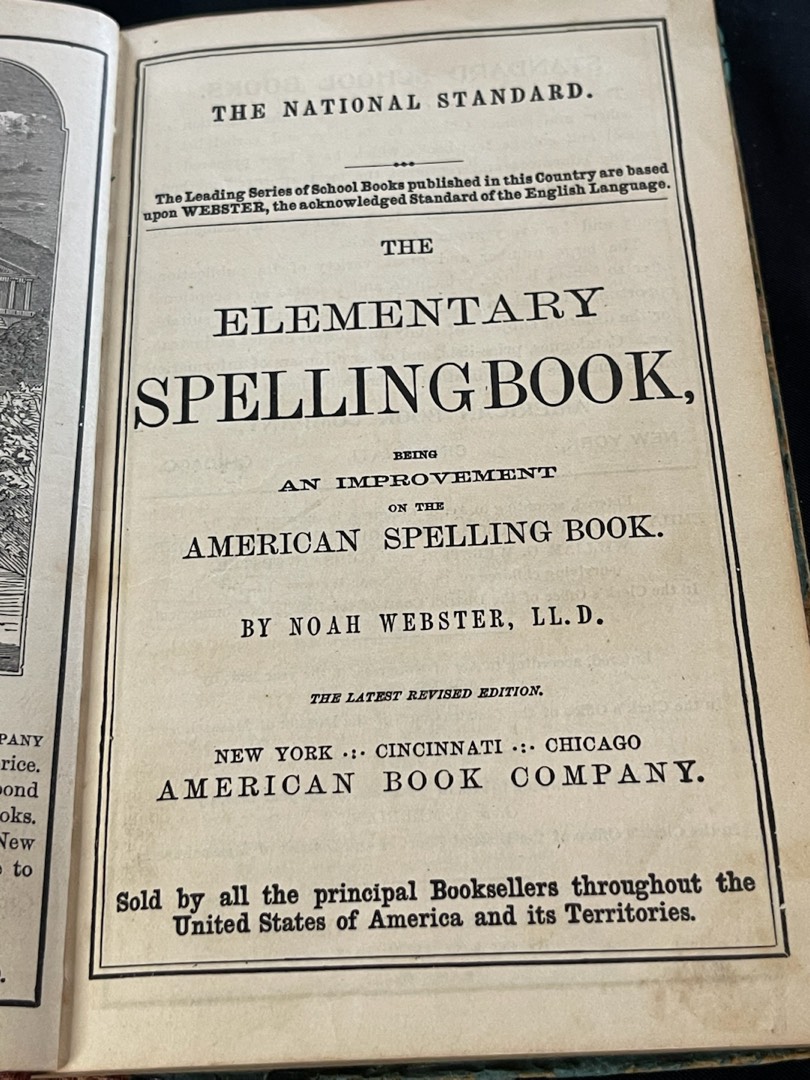 THE NATIONAL STANDARD.
The Leading Series of School Books published in this Country are based
upon WEBSTER, the acknowledged Standard of the English Language.
THE
ELEMENTARY
SPELLING BOOK,
BEING
AN IMPROVEMENT
ON THE
AMERICAN SPELLING BOOK.
BY NOAH WEBSTER, LL.D.
THE LATEST REVISED EDITION.
NEW YORK .:. CINCINNATI .:. CHICAGO
AMERICAN BOOK COMPANY.
Sold by all the principal Booksellers throughout the
United States of America and its Territories.
PANY
rice.
ond
oks.
New
to